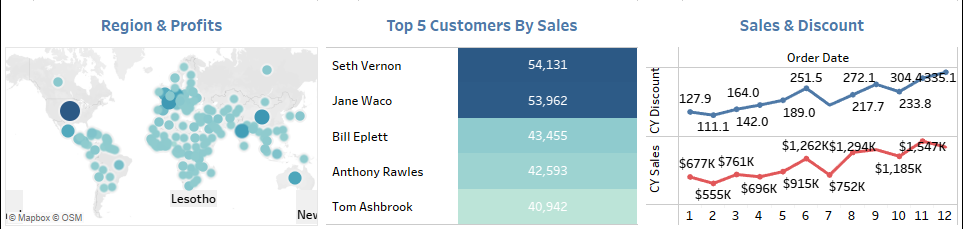 Region & Profits
Lesotho
New
© Mapbox © OSM
Top 5 Customers By Sales
Seth Vernon 54,131
Jane Waco 53,962
Bill Eplett 43,455
Anthony Rawles 42,593
Tom Ashbrook 40,942
Sales & Discount
Order Date
CY Discount
127.9 111.1 164.0 142.0 189.0 251.5 272.1 217.7 304.4 233.8 335.1
CY Sales
$677K $555K $761K $696K $915K $1,262K $752K $1,294K $1,185K $1,547K
1 2 3 4 5 6 7 8 9 10 11 12